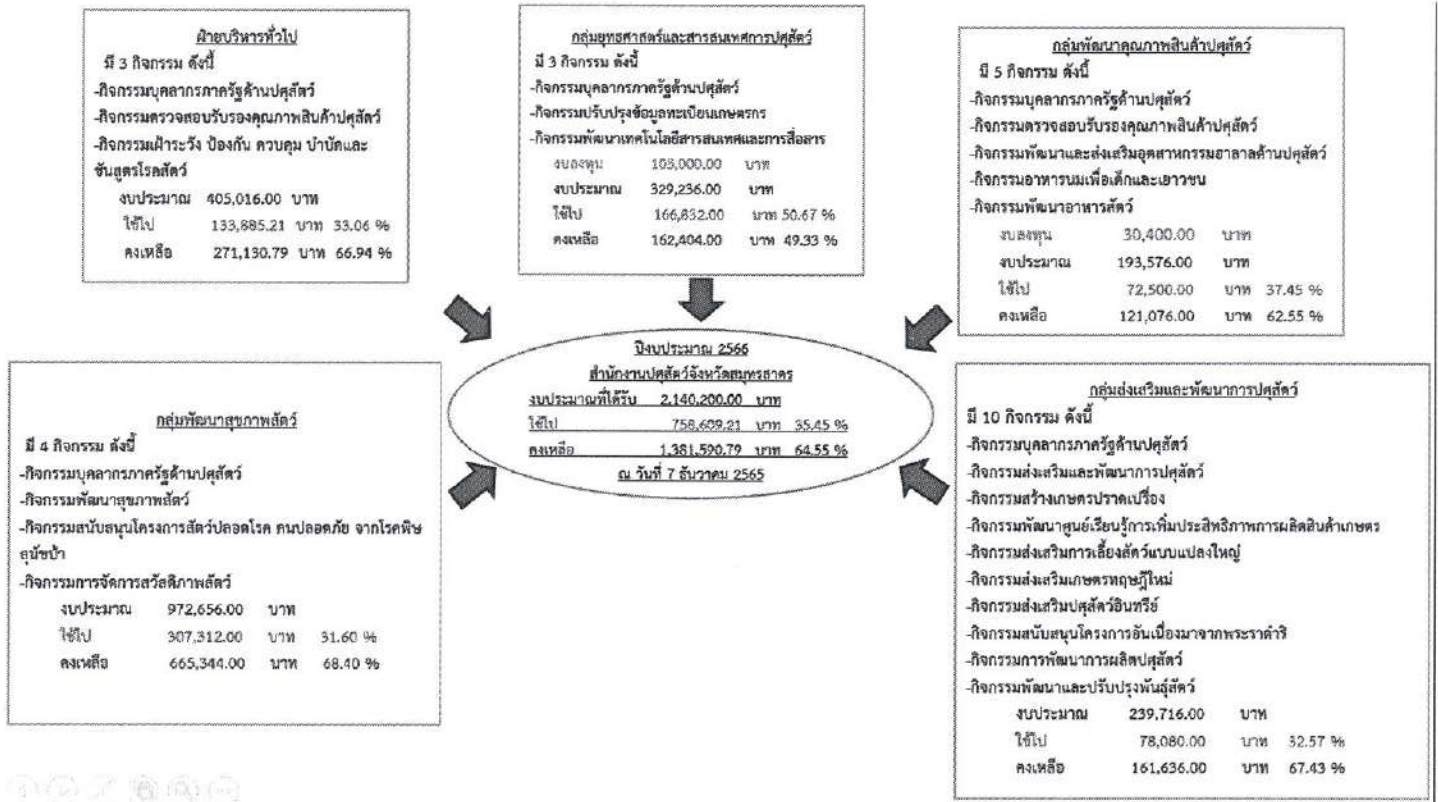 ฝ่ายบริหารทั่วไป
มี 3 กิจกรรม ดังนี้
-กิจกรรมบุคลากรภาครัฐด้านปศุสัตว์
-กิจกรรมตรวจสอบรับรองคุณภาพสินค้าปศุสัตว์
-กิจกรรมเฝ้าระวัง ป้องกัน ควบคุม บำบัดและ
ชันสูตรโรคสัตว์
งบประมาณ 405,016.00 บาท
ใช้ไป 133,885.21 บาท 33.06 %
คงเหลือ 271,130.79 บาท 66.94 %
กลุ่มยุทธศาสตร์และสารสนเทศการปศุสัตว์
มี 3 กิจกรรม ดังนี้
-กิจกรรมบุคลากรภาครัฐด้านปศุสัตว์
-กิจกรรมปรับปรุงข้อมูลทะเบียนเกษตรกร
-กิจกรรมพัฒนาเทคโนโลยีสารสนเทศและการสื่อสาร
งบลงทุน 103,000.00 บาท
งบประมาณ 329,236.00 บาท
ใช้ไป 166,832.00 บาท 50.67 %
คงเหลือ 162,404.00 บาท 49.33 %
กลุ่มพัฒนาคุณภาพสินค้าปศุสัตว์
มี 5 กิจกรรม ดังนี้
-กิจกรรมบุคลากรภาครัฐด้านปศุสัตว์
-กิจกรรมตรวจสอบรับรองคุณภาพสินค้าปศุสัตว์
-กิจกรรมพัฒนาและส่งเสริมอุตสาหกรรมฮาลาลด้านปศุสัตว์
-กิจกรรมอาหารนมเพื่อเด็กและเยาวชน
-กิจกรรมพัฒนาอาหารสัตว์
งบลงทุน 30,400.00 บาท
งบประมาณ 193,576.00 บาท
ใช้ไป 72,500.00 บาท 37.45 %
คงเหลือ 121,076.00 บาท 62.55 %
ปีงบประมาณ 2566
สำนักงานปศุสัตว์จังหวัดสมุทรสาคร
งบประมาณที่ได้รับ 2,140,200.00 บาท
ใช้ไป 758,609.21 บาท 35.45 %
คงเหลือ 1,381,590.79 บาท 64.55 %
ณ วันที่ 7 ธันวาคม 2565
กลุ่มพัฒนาสุขภาพสัตว์
มี 4 กิจกรรม ดังนี้
-กิจกรรมบุคลากรภาครัฐด้านปศุสัตว์
-กิจกรรมพัฒนาสุขภาพสัตว์
-กิจกรรมสนับสนุนโครงการสัตว์ปลอดโรค คนปลอดภัย จากโรคพิษ
สุนัขบ้า
-กิจกรรมการจัดการสวัสดิภาพสัตว์
งบประมาณ 972,656.00 บาท
ใช้ไป 307,312.00 บาท 31.60 %
คงเหลือ 665,344.00 บาท 68.40 %
กลุ่มส่งเสริมและพัฒนาการปศุสัตว์
มี 10 กิจกรรม ดังนี้
-กิจกรรมบุคลากรภาครัฐด้านปศุสัตว์
-กิจกรรมส่งเสริมและพัฒนาการปศุสัตว์
-กิจกรรมสร้างเกษตรปราดเปรื่อง
-กิจกรรมพัฒนาศูนย์เรียนรู้การเพิ่มประสิทธิภาพการผลิตสินค้าเกษตร
-กิจกรรมส่งเสริมการเลี้ยงสัตว์แบบแปลงใหญ่
-กิจกรรมส่งเสริมเกษตรทฤษฎีใหม่
-กิจกรรมส่งเสริมปศุสัตว์อินทรีย์
-กิจกรรมสนับสนุนโครงการอันเนื่องมาจากพระราดำริ
-กิจกรรมการพัฒนาการผลิตปศุสัตว์
-กิจกรรมพัฒนาและปรับปรุงพันธุ์สัตว์
งบประมาณ 239,716.00 บาท
ใช้ไป 78,080.00 บาท 32.57 %
คงเหลือ 161,636.00 บาท 67.43 %